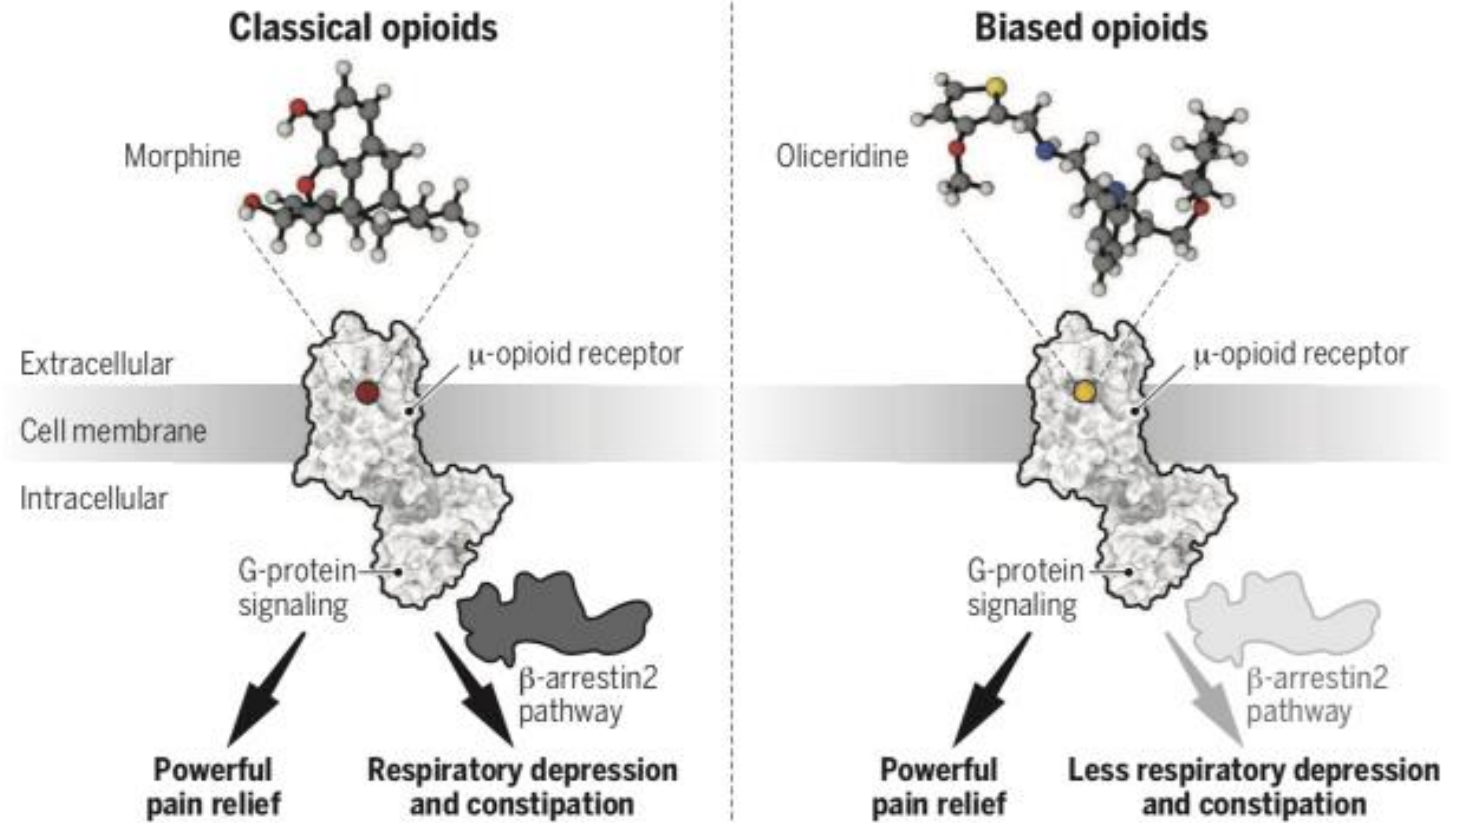 Classical opioids
Morphine
Extracellular
μ-opioid receptor
Cell membrane
Intracellular
G-protein
signaling
β-arrestin2
pathway
Powerful
pain relief
Respiratory depression
and constipation
Biased opioids
Oliceridine
μ-opioid receptor
G-protein
signaling
β-arrestin2
pathway
Powerful
pain relief
Less respiratory depression
and constipation